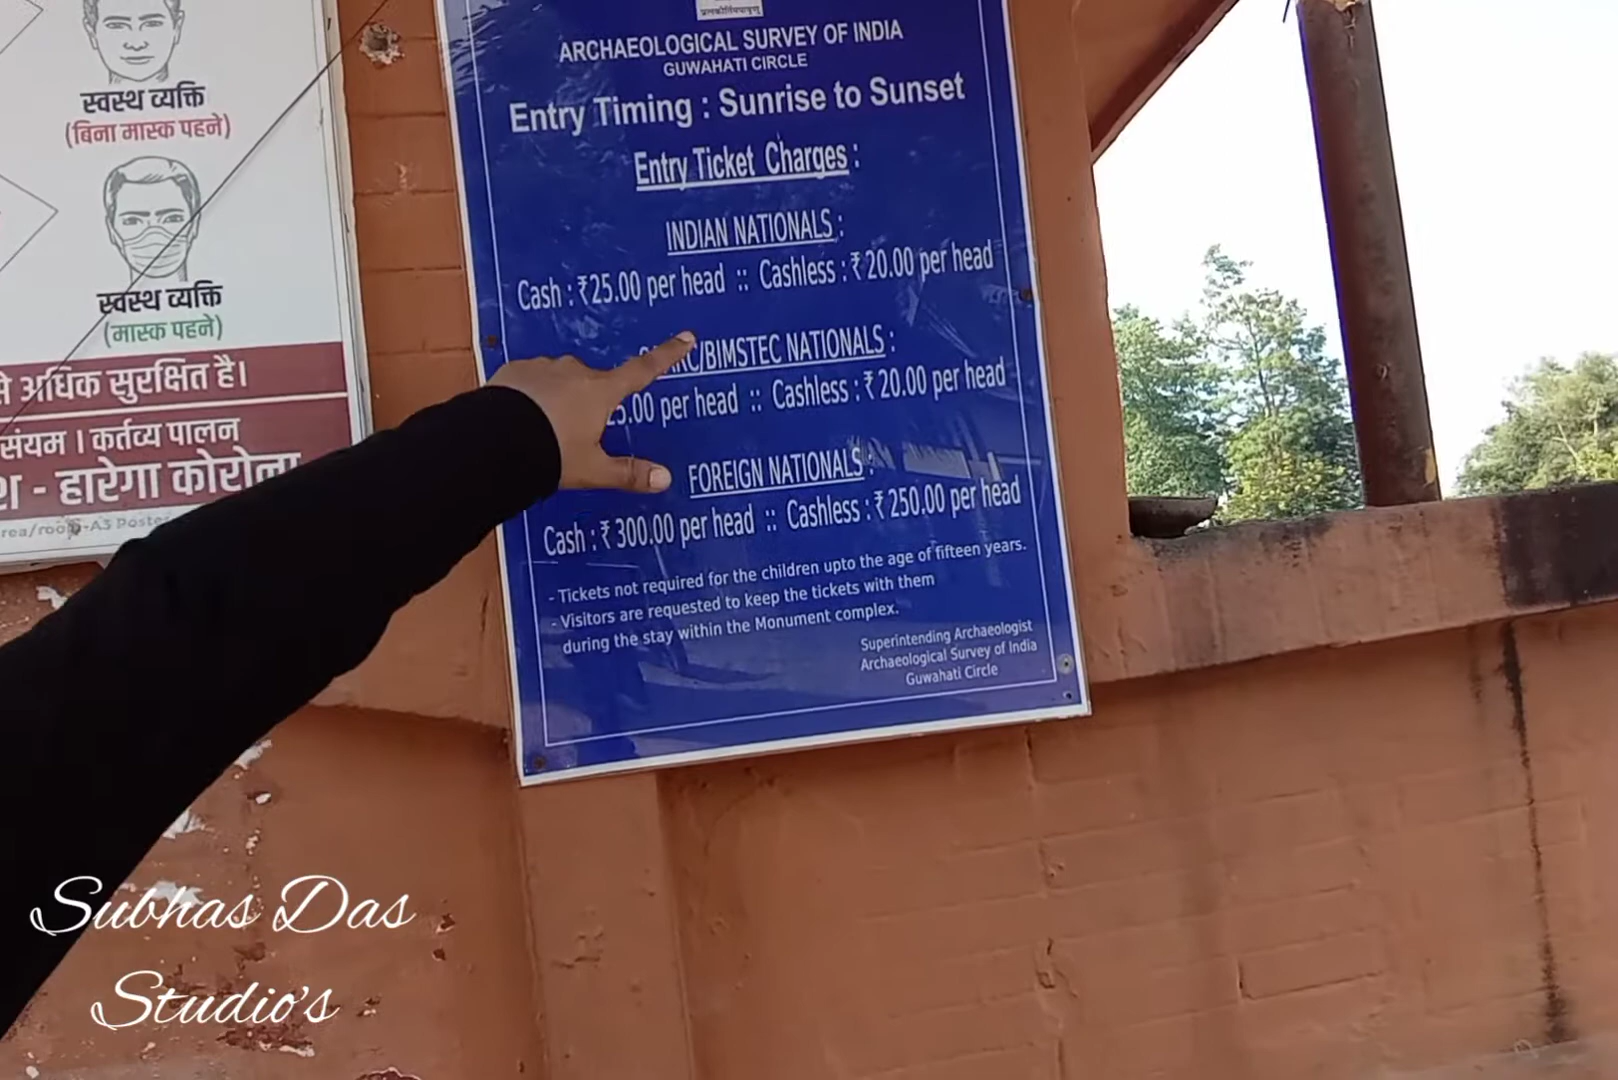 स्वस्थ व्यक्ति
(बिना मास्क पहने)
स्वस्थ व्यक्ति
(मास्क पहने)
से अधिक सुरक्षित है।
संयम । कर्तव्य पालन
हारेगा कोरोना
ARCHAEOLOGICAL SURVEY OF INDIA
GUWAHATI CIRCLE
Entry Timing : Sunrise to Sunset
Entry Ticket Charges :
INDIAN NATIONALS :
Cash : ₹25.00 per head :: Cashless : ₹ 20.00 per head
/BIMSTEC NATIONALS :
per head :: Cashless : ₹ 20.00 per head
FOREIGN NATIONALS :
Cash : ₹ 300.00 per head :: Cashless : ₹ 250.00 per head
- Tickets not required for the children upto the age of fifteen years.
- Visitors are requested to keep the tickets with them
during the stay within the Monument complex.
Superintending Archaeologist
Archaeological Survey of India
Guwahati Circle
Subhas Das
Studio's